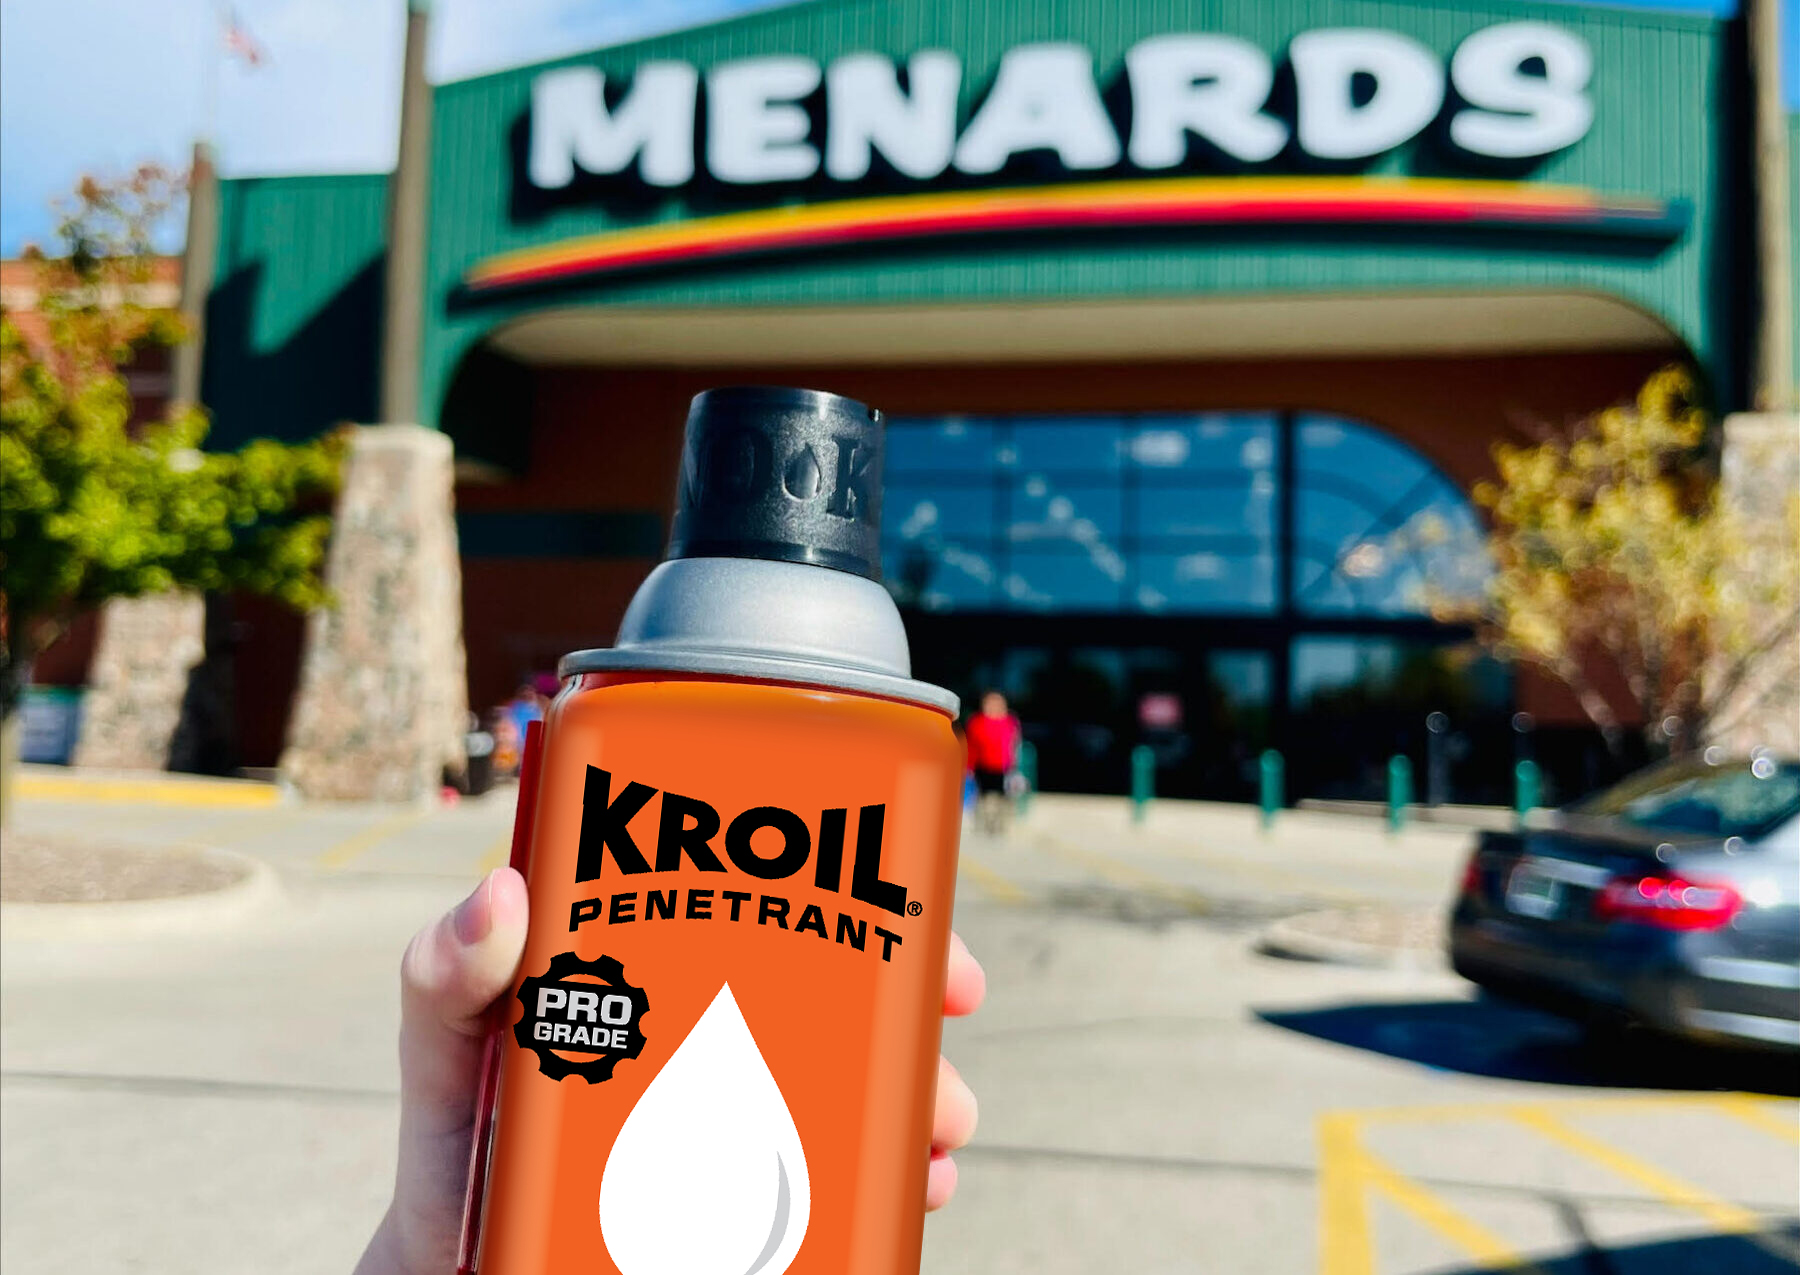 MENARDS
KROIL
PENETRANT®
PRO
GRADE